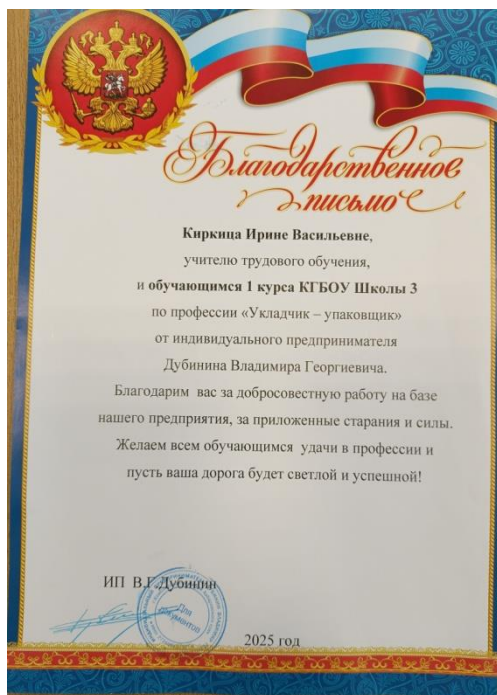 Благодарственное
письмо
Киркица Ирине Васильевне,
учителю трудового обучения,
и обучающимся 1 курса КГБОУ Школы 3
по профессии «Укладчик – упаковщик»
от индивидуального предпринимателя
Дубинина Владимира Георгиевича.
Благодарим вас за добросовестную работу на базе
нашего предприятия, за приложенные старания и силы.
Желаем всем обучающимся удачи в профессии и
пусть ваша дорога будет светлой и успешной!
ИП В.Г.Дубинин
Для
документов
2025 год